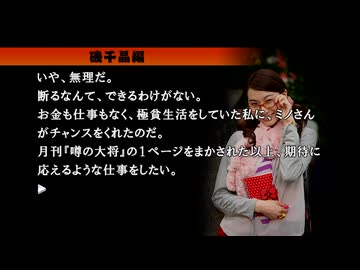 磯千晶編
いや、無理だ。
断るなんて、できるわけがない。
お金も仕事もなく、極貧生活をしていた私に、ミノさん
がチャンスをくれたのだ。
月刊『噂の大将』の1ページをまかされた以上、期待に
応えるような仕事をしたい。